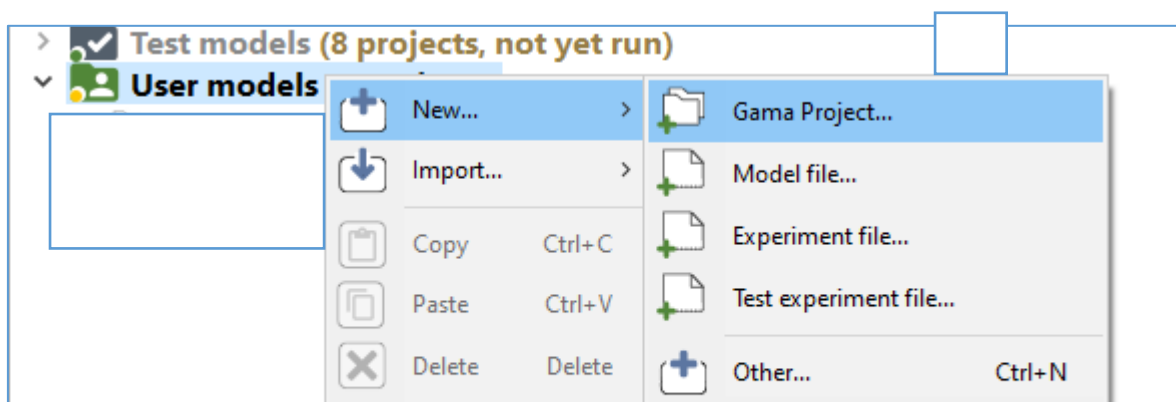 Test models (8 projects, not yet run)
User models
New...
Gama Project...
Import...
Model file...
Experiment file...
Copy Ctrl+C
Paste Ctrl+V
Test experiment file...
Delete Delete
Other... Ctrl+N